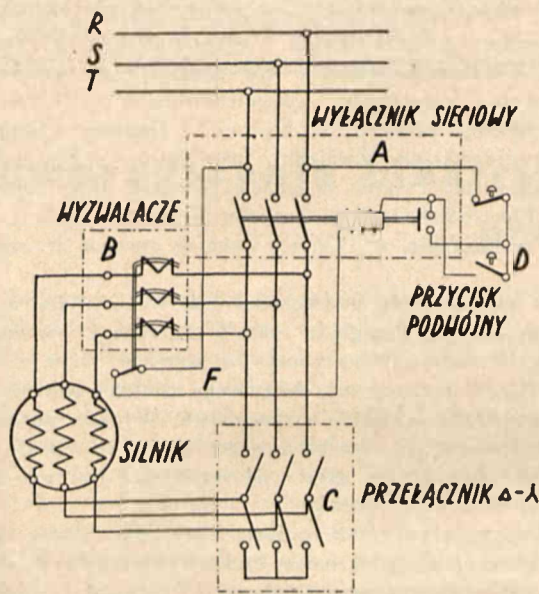 R
S
T
WYŁĄCZNIK SIECIOWY
A
WYZWALACZE
B
D
PRZYCISK
PODWÓJNY
F
SILNIK
C
PRZEŁĄCZNIK Δ-⅄